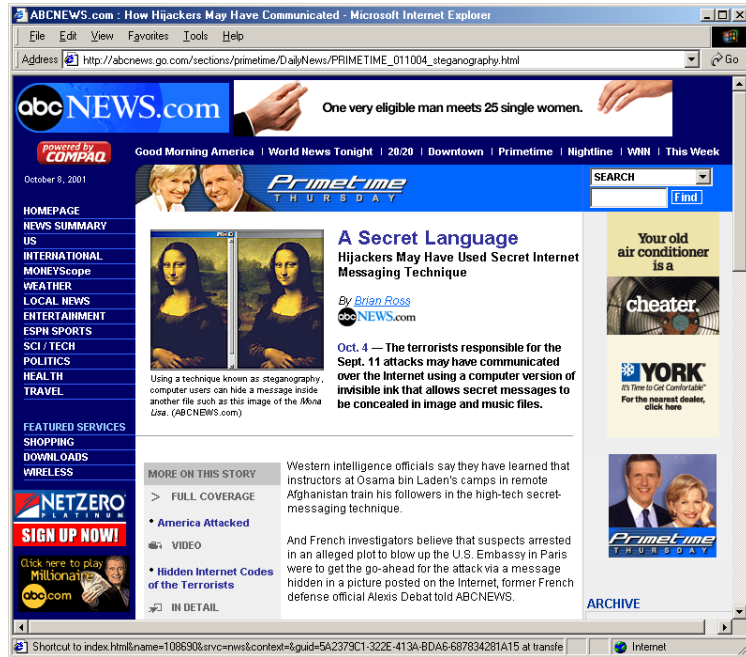 ABCNEWS.com : How Hijackers May Have Communicated - Microsoft Internet Explorer
File Edit View Favorites Tools Help
Address http://abcnews.go.com/sections/primetime/DailyNews/PRIMETIME_011004_steganography.html Go
abc NEWS.com
One very eligible man meets 25 single women.
powered by
COMPAQ
Good Morning America | World News Tonight | 20/20 | Downtown | Primetime | Nightline | WNN | This Week
October 8, 2001
Primetime
THURSDAY
SEARCH
Find
HOMEPAGE
NEWS SUMMARY
US
INTERNATIONAL
MONEYScope
WEATHER
LOCAL NEWS
ENTERTAINMENT
ESPN SPORTS
SCI / TECH
POLITICS
HEALTH
TRAVEL
FEATURED SERVICES
SHOPPING
DOWNLOADS
WIRELESS
NETZERO
PLATINUM
SIGN UP NOW!
Click here to play
Millionaire
abc.com
Using a technique known as steganography,
computer users can hide a message inside
another file such as this image of the Mona
Lisa. (ABCNEWS.com)
A Secret Language
Hijackers May Have Used Secret Internet
Messaging Technique
By Brian Ross
abc NEWS.com
Oct. 4 — The terrorists responsible for the
Sept. 11 attacks may have communicated
over the Internet using a computer version of
invisible ink that allows secret messages to
be concealed in image and music files.
MORE ON THIS STORY
> FULL COVERAGE
• America Attacked
VIDEO
• Hidden Internet Codes
of the Terrorists
IN DETAIL
Western intelligence officials say they have learned that
instructors at Osama bin Laden's camps in remote
Afghanistan train his followers in the high-tech secret-
messaging technique.
And French investigators believe that suspects arrested
in an alleged plot to blow up the U.S. Embassy in Paris
were to get the go-ahead for the attack via a message
hidden in a picture posted on the Internet, former French
defense official Alexis Debat told ABCNEWS.
Your old
air conditioner
is a
cheater.
YORK
It's Time to Get Comfortable
For the nearest dealer,
click here
Primetime
THURSDAY
ARCHIVE
Shortcut to index.html&name=108690&srvc=nws&context=&guid=5A2379C1-322E-413A-BDA6-687834281A15 at transfe
Internet